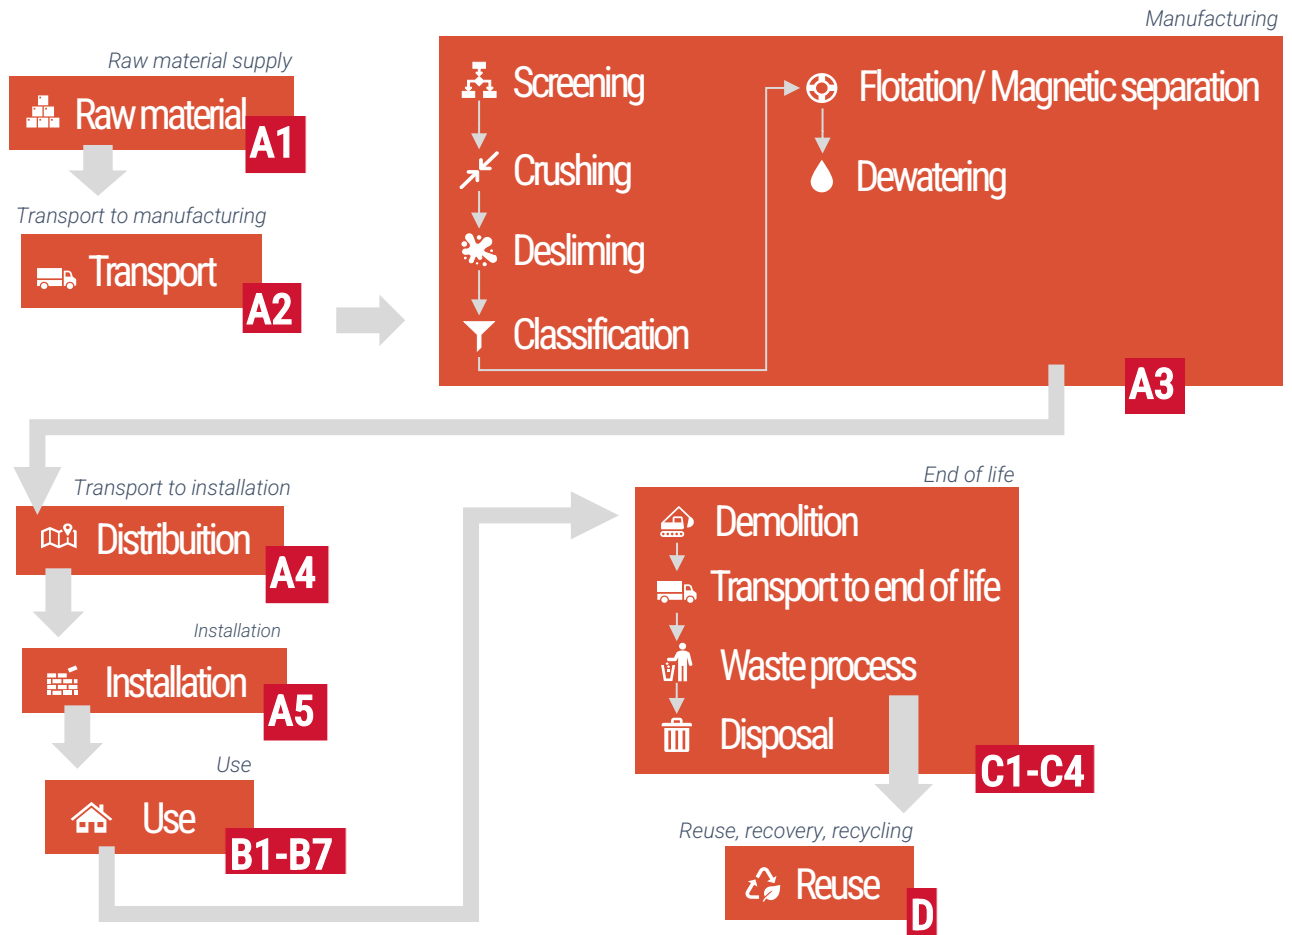 Raw material supply
Raw material
A1
Transport to manufacturing
Transport
A2
Manufacturing
Screening
Crushing
Desliming
Classification
Flotation/ Magnetic separation
Dewatering
A3
Transport to installation
Distribuition
A4
Installation
Installation
A5
Use
Use
B1-B7
End of life
Demolition
Transport to end of life
Waste process
Disposal
C1-C4
Reuse, recovery, recycling
Reuse
D